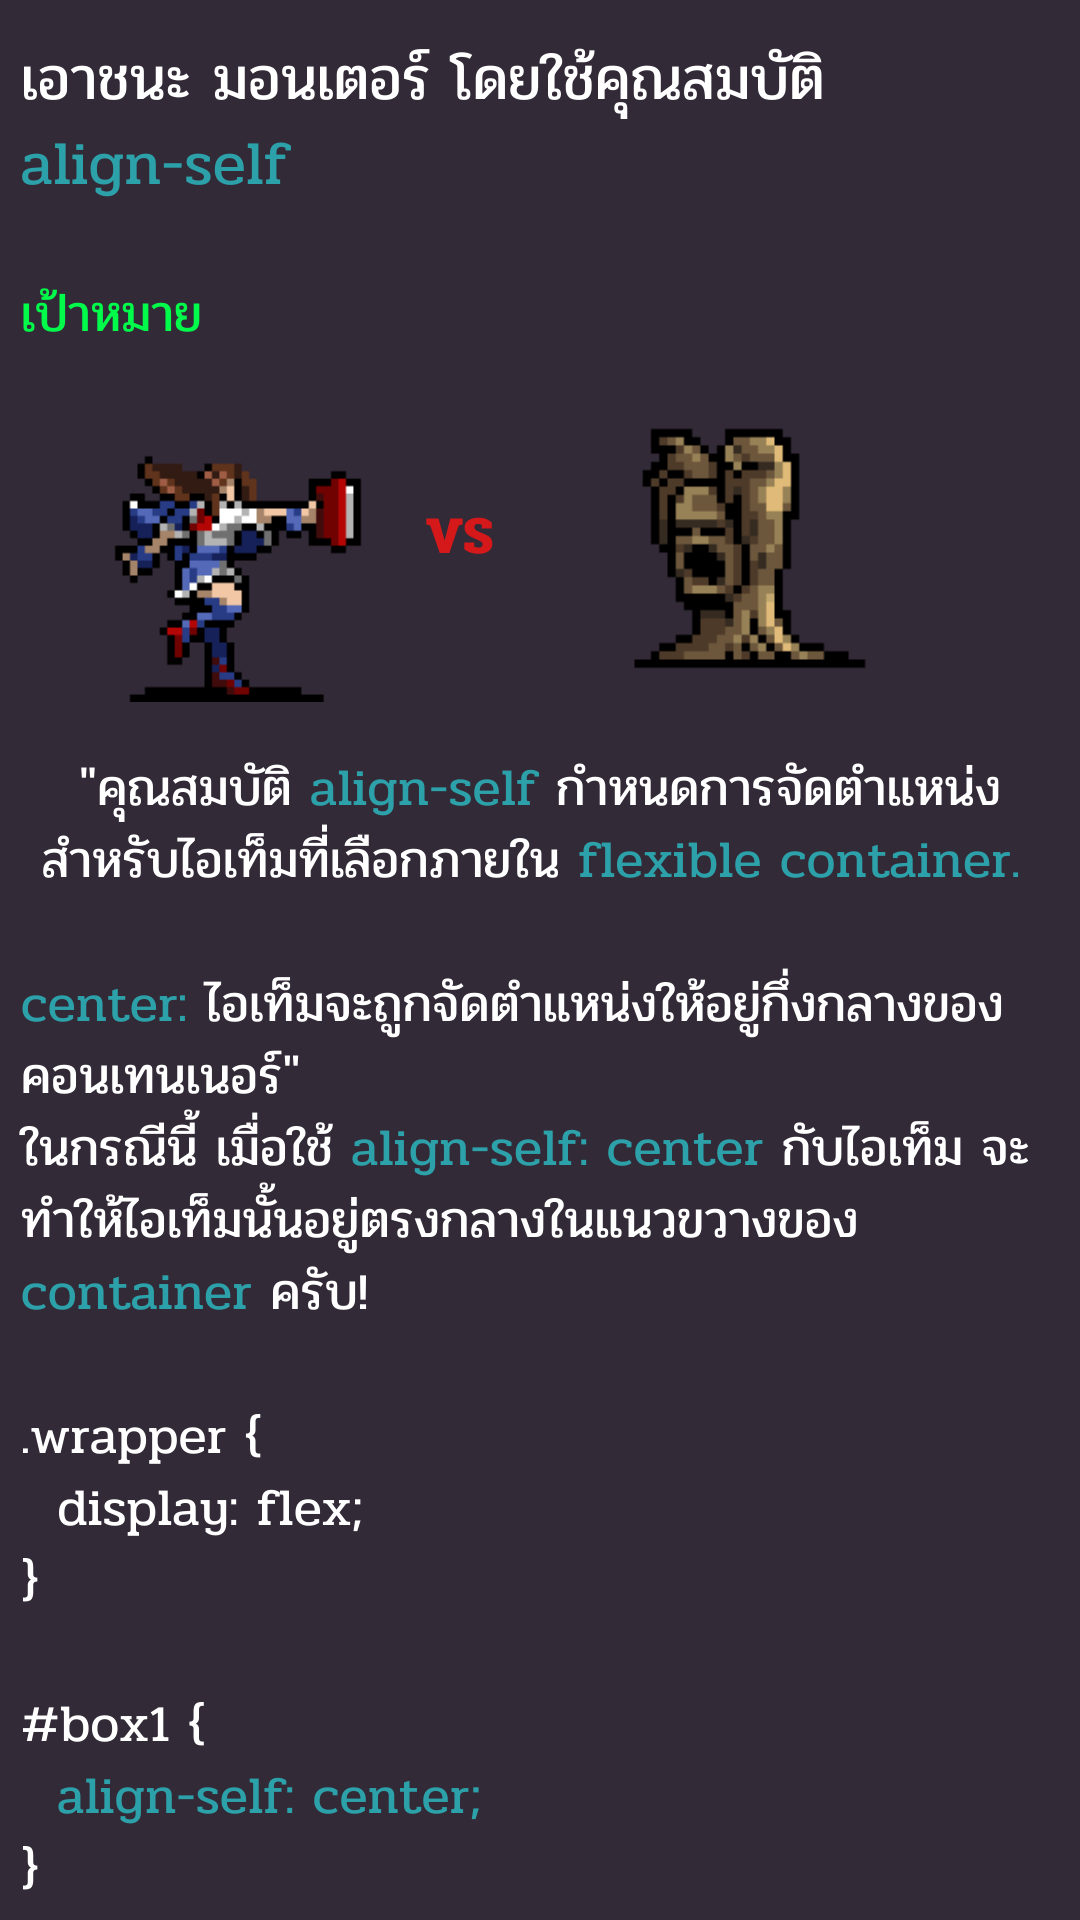 เอาชนะ มอนเตอร์ โดยใช้คุณสมบัติ
align-self
เป้าหมาย
vs
"คุณสมบัติ align-self กำหนดการจัดตำแหน่ง
สำหรับไอเท็มที่เลือกภายใน flexible container.
center: ไอเท็มจะถูกจัดตำแหน่งให้อยู่กึ่งกลางของ
คอนเทนเนอร์"
ในกรณีนี้ เมื่อใช้ align-self: center กับไอเท็ม จะ
ทำให้ไอเท็มนั้นอยู่ตรงกลางในแนวขวางของ
container ครับ!
.wrapper {
display: flex;
}
#box1 {
align-self: center;
}